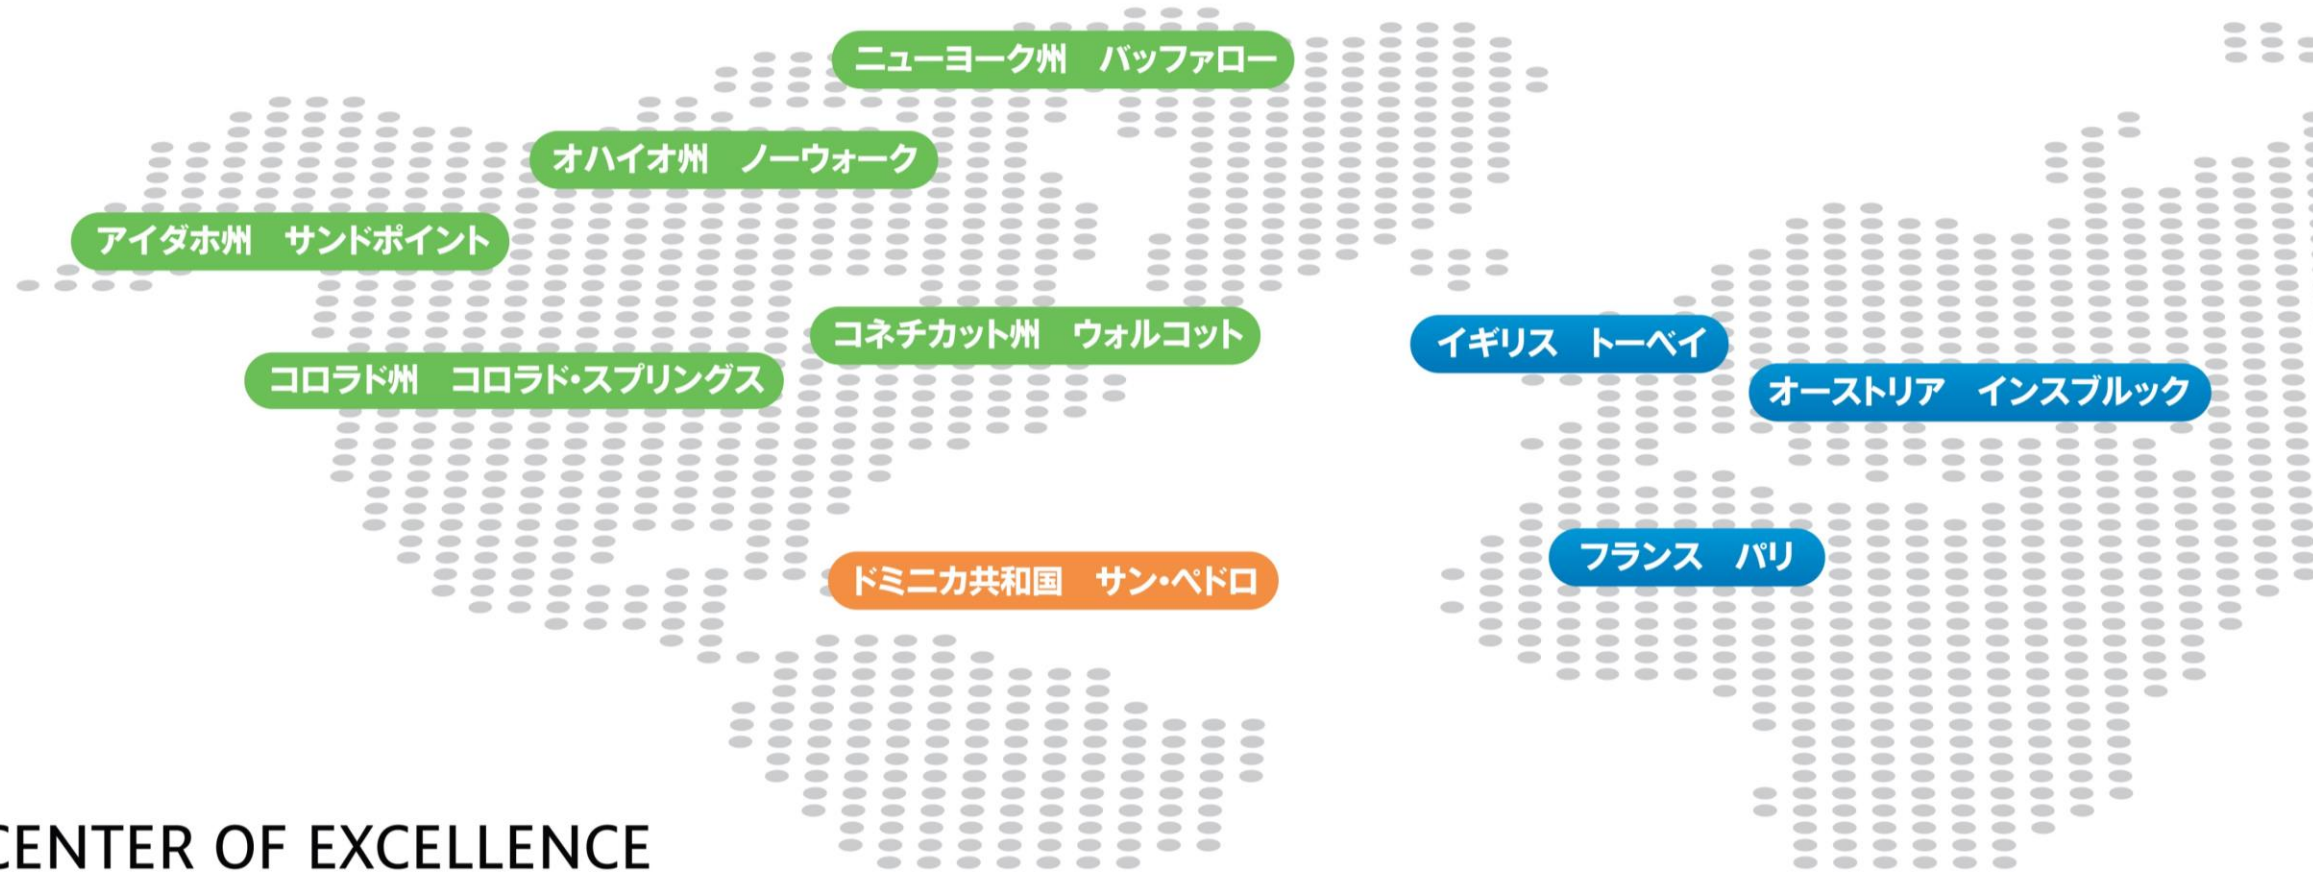 ニューヨーク州　バッファロー
オハイオ州　ノーウォーク
アイダホ州　サンドポイント
コネチカット州　ウォルコット
イギリス　トーベイ
コロラド州　コロラド・スプリングス
オーストリア　インスブルック
フランス　パリ
ドミニカ共和国　サン・ペドロ
CENTER OF EXCELLENCE